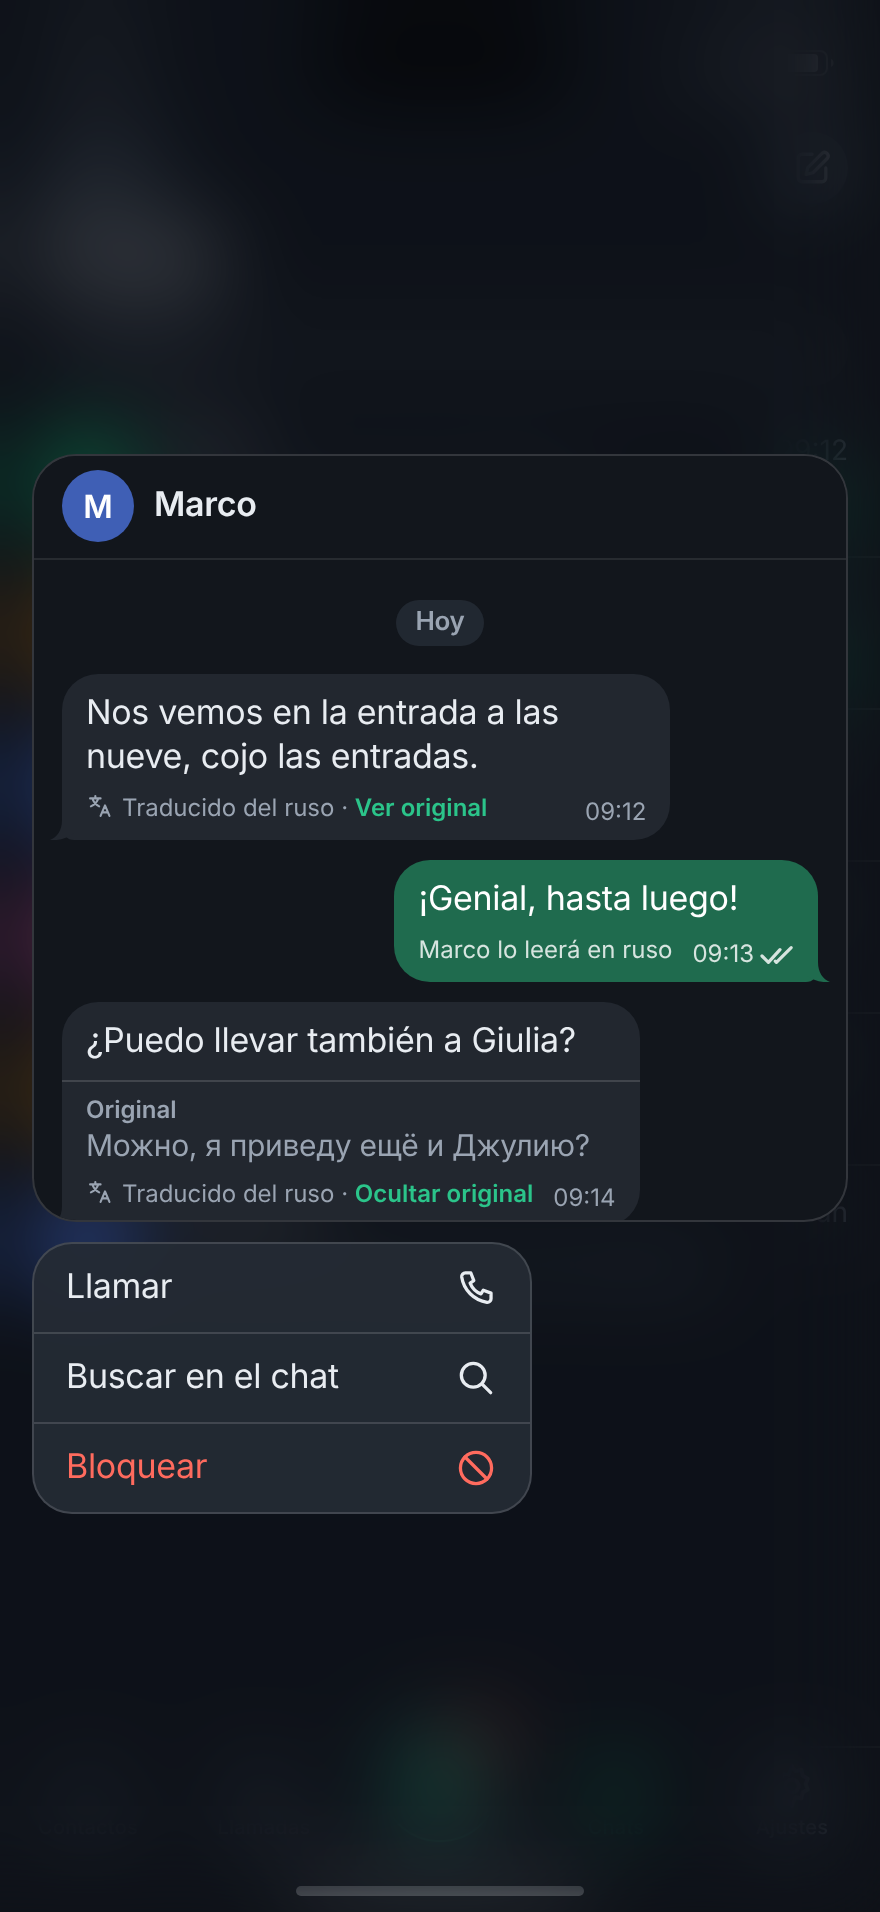 M
Marco
Hoy
Nos vemos en la entrada a las
nueve, cojo las entradas.
Traducido del ruso · Ver original 09:12
¡Genial, hasta luego!
Marco lo leerá en ruso 09:13
¿Puedo llevar también a Giulia?
Original
Можно, я приведу ещё и Джулию?
Traducido del ruso · Ocultar original 09:14
Llamar
Buscar en el chat
Bloquear